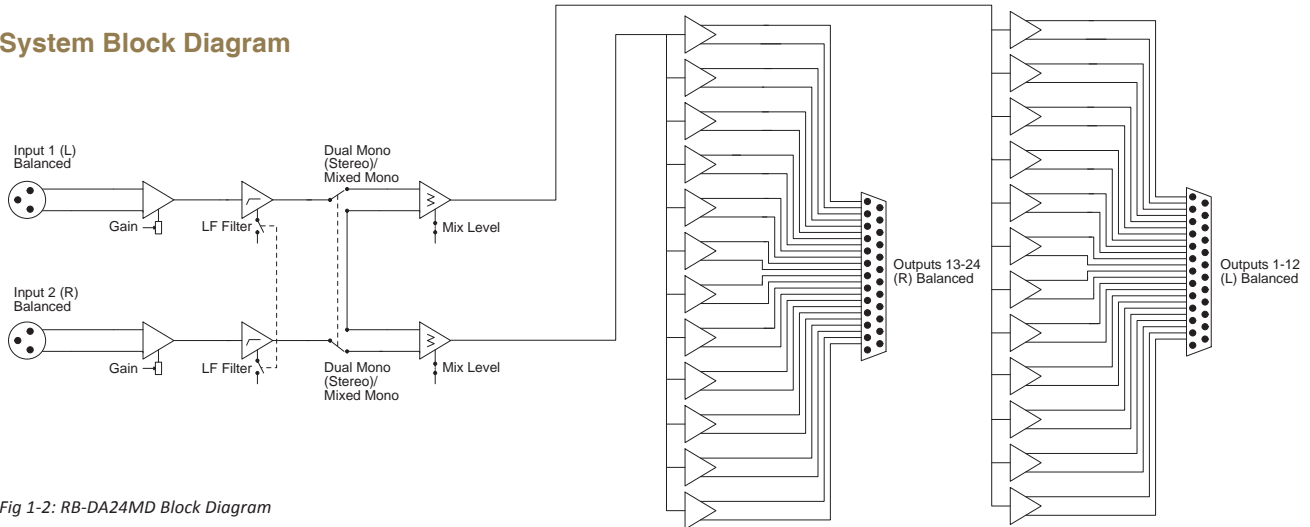 System Block Diagram
Input 1 (L)
Balanced
Gain
LF Filter
Dual Mono
(Stereo)/
Mixed Mono
Mix Level
Input 2 (R)
Balanced
Gain
LF Filter
Dual Mono
(Stereo)/
Mixed Mono
Mix Level
Outputs 13-24
(R) Balanced
Outputs 1-12
(L) Balanced
Fig 1-2: RB-DA24MD Block Diagram